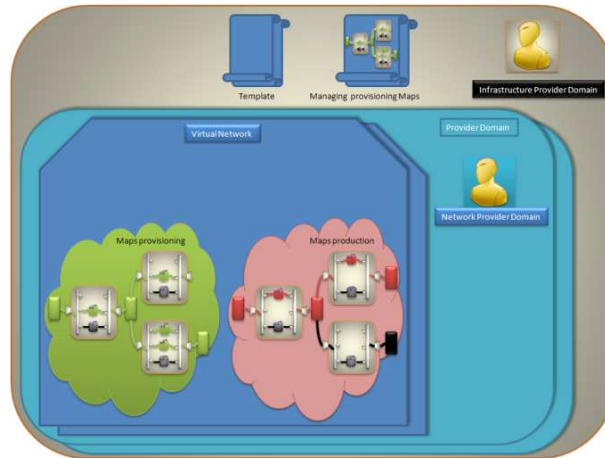 Template
Managing provisioning Maps
Infrastructure Provider Domain
Virtual Network
Provider Domain
Network Provider Domain
Maps provisioning
Maps production